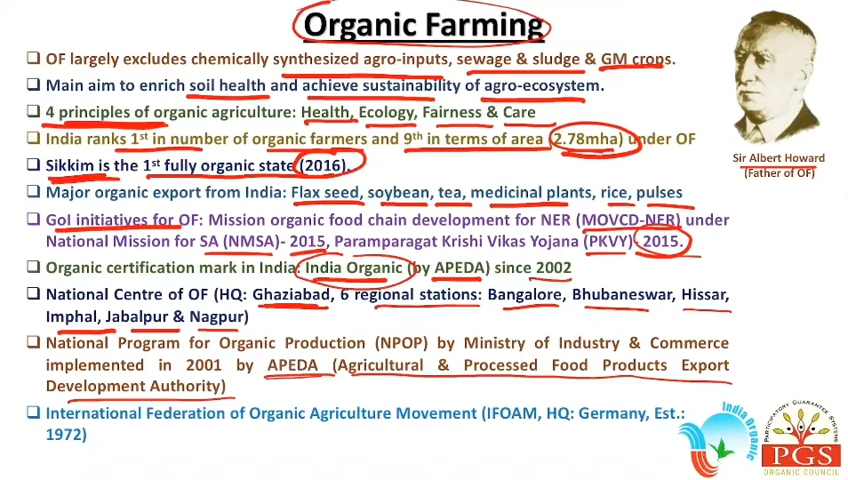 Organic Farming
OF largely excludes chemically synthesized agro-inputs, sewage & sludge & GM crops.
Main aim to enrich soil health and achieve sustainability of agro-ecosystem.
4 principles of organic agriculture: Health, Ecology, Fairness & Care
India ranks 1st in number of organic farmers and 9th in terms of area (2.78mha) under OF
Sikkim is the 1st fully organic state (2016).
Major organic export from India: Flax seed, soybean, tea, medicinal plants, rice, pulses
GoI initiatives for OF: Mission organic food chain development for NER (MOVCD-NER) under
National Mission for SA (NMSA)- 2015, Paramparagat Krishi Vikas Yojana (PKVY)- 2015.
Organic certification mark in India: India Organic (by APEDA) since 2002
National Centre of OF (HQ: Ghaziabad, 6 regional stations: Bangalore, Bhubaneswar, Hissar,
Imphal, Jabalpur & Nagpur)
National Program for Organic Production (NPOP) by Ministry of Industry & Commerce
implemented in 2001 by APEDA (Agricultural & Processed Food Products Export
Development Authority)
International Federation of Organic Agriculture Movement (IFOAM, HQ: Germany, Est.:
1972)
Sir Albert Howard
(Father of OF)
India Organic
PARTICIPATORY GUARANTEE SYSTEMS
PGS
ORGANIC COUNCIL